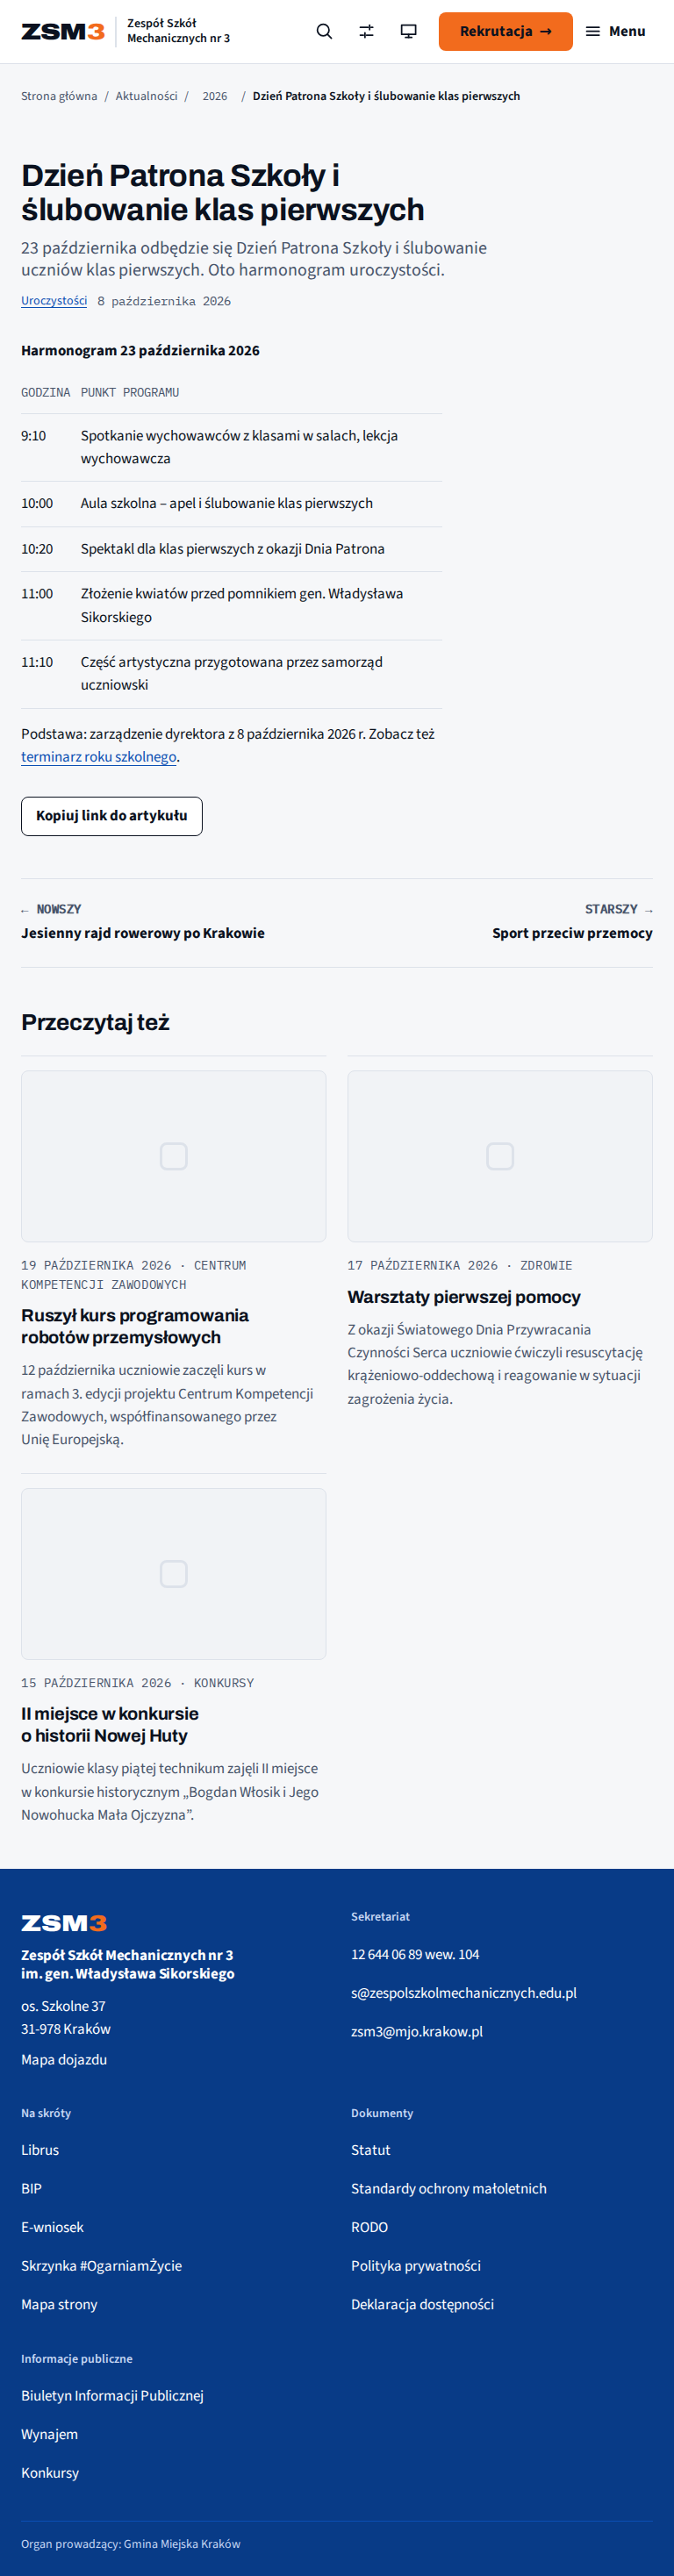 ZSM3
Zespół Szkół
Mechanicznych nr 3
Rekrutacja →
Menu
Strona główna / Aktualności / 2026 / Dzień Patrona Szkoły i ślubowanie klas pierwszych
Dzień Patrona Szkoły i
ślubowanie klas pierwszych
23 października odbędzie się Dzień Patrona Szkoły i ślubowanie
uczniów klas pierwszych. Oto harmonogram uroczystości.
Uroczystości 8 października 2026
Harmonogram 23 października 2026
GODZINA PUNKT PROGRAMU
9:10 Spotkanie wychowawców z klasami w salach, lekcja
wychowawcza
10:00 Aula szkolna – apel i ślubowanie klas pierwszych
10:20 Spektakl dla klas pierwszych z okazji Dnia Patrona
11:00 Złożenie kwiatów przed pomnikiem gen. Władysława
Sikorskiego
11:10 Część artystyczna przygotowana przez samorząd
uczniowski
Podstawa: zarządzenie dyrektora z 8 października 2026 r. Zobacz też
terminarz roku szkolnego.
Kopiuj link do artykułu
← NOWSZY
Jesienny rajd rowerowy po Krakowie
STARSZY →
Sport przeciw przemocy
Przeczytaj też
19 PAŹDZIERNIKA 2026 · CENTRUM
KOMPETENCJI ZAWODOWYCH
Ruszył kurs programowania
robotów przemysłowych
12 października uczniowie zaczęli kurs w
ramach 3. edycji projektu Centrum Kompetencji
Zawodowych, współfinansowanego przez
Unię Europejską.
17 PAŹDZIERNIKA 2026 · ZDROWIE
Warsztaty pierwszej pomocy
Z okazji Światowego Dnia Przywracania
Czynności Serca uczniowie ćwiczyli resuscytację
krążeniowo-oddechową i reagowanie w sytuacji
zagrożenia życia.
15 PAŹDZIERNIKA 2026 · KONKURSY
II miejsce w konkursie
o historii Nowej Huty
Uczniowie klasy piątej technikum zajęli II miejsce
w konkursie historycznym „Bogdan Włosik i Jego
Nowohucka Mała Ojczyzna”.
ZSM3
Zespół Szkół Mechanicznych nr 3
im. gen. Władysława Sikorskiego
os. Szkolne 37
31-978 Kraków
Mapa dojazdu
Sekretariat
12 644 06 89 wew. 104
s@zespolszkolmechanicznych.edu.pl
zsm3@mjo.krakow.pl
Na skróty
Librus
BIP
E-wniosek
Skrzynka #OgarniamŻycie
Mapa strony
Dokumenty
Statut
Standardy ochrony małoletnich
RODO
Polityka prywatności
Deklaracja dostępności
Informacje publiczne
Biuletyn Informacji Publicznej
Wynajem
Konkursy
Organ prowadzący: Gmina Miejska Kraków